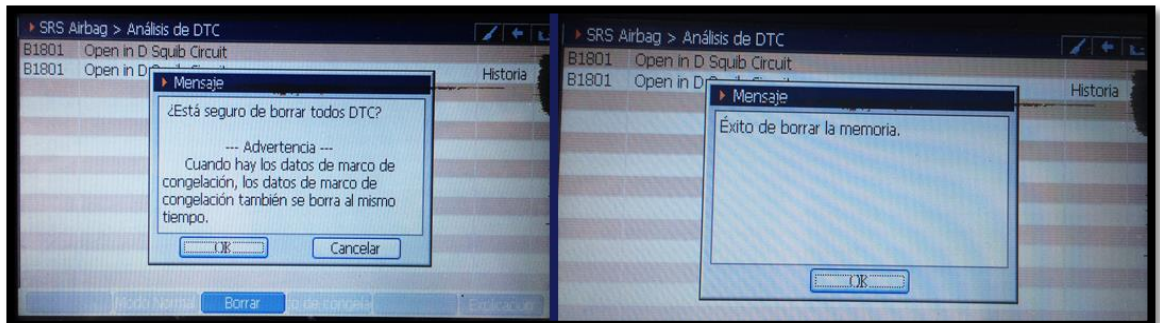 SRS Airbag > Análisis de DTC
B1801 Open in D Squib Circuit
B1801 Open in D Historia
Mensaje
¿Está seguro de borrar todos DTC?
--- Advertencia ---
Cuando hay los datos de marco de
congelación, los datos de marco de
congelación también se borra al mismo
tiempo.
OK Cancelar
Modo Normal Borrar
SRS Airbag > Análisis de DTC
B1801 Open in D Squib Circuit
B1801 Open in D Historia
Mensaje
Éxito de borrar la memoria.
OK